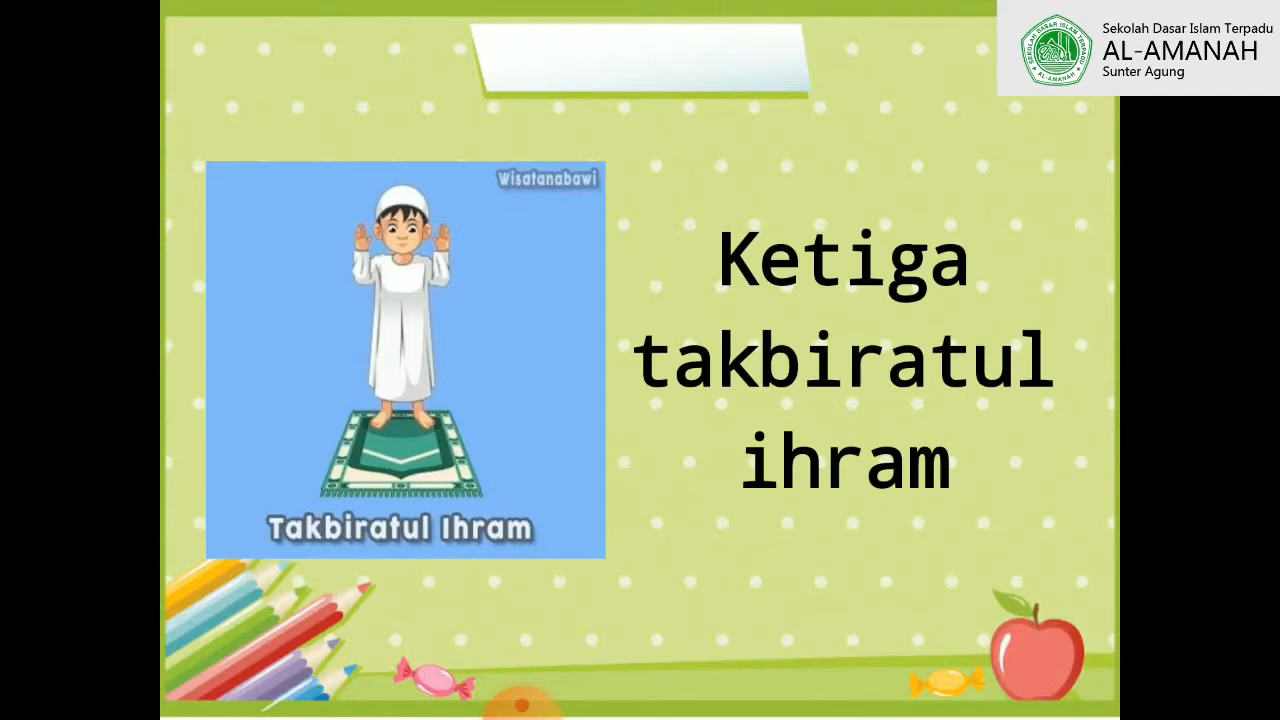 Sekolah Dasar Islam Terpadu
AL-AMANAH
Sunter Agung
Wisatanabawi
Ketiga
takbiratul
ihram
Takbiratul Ihram